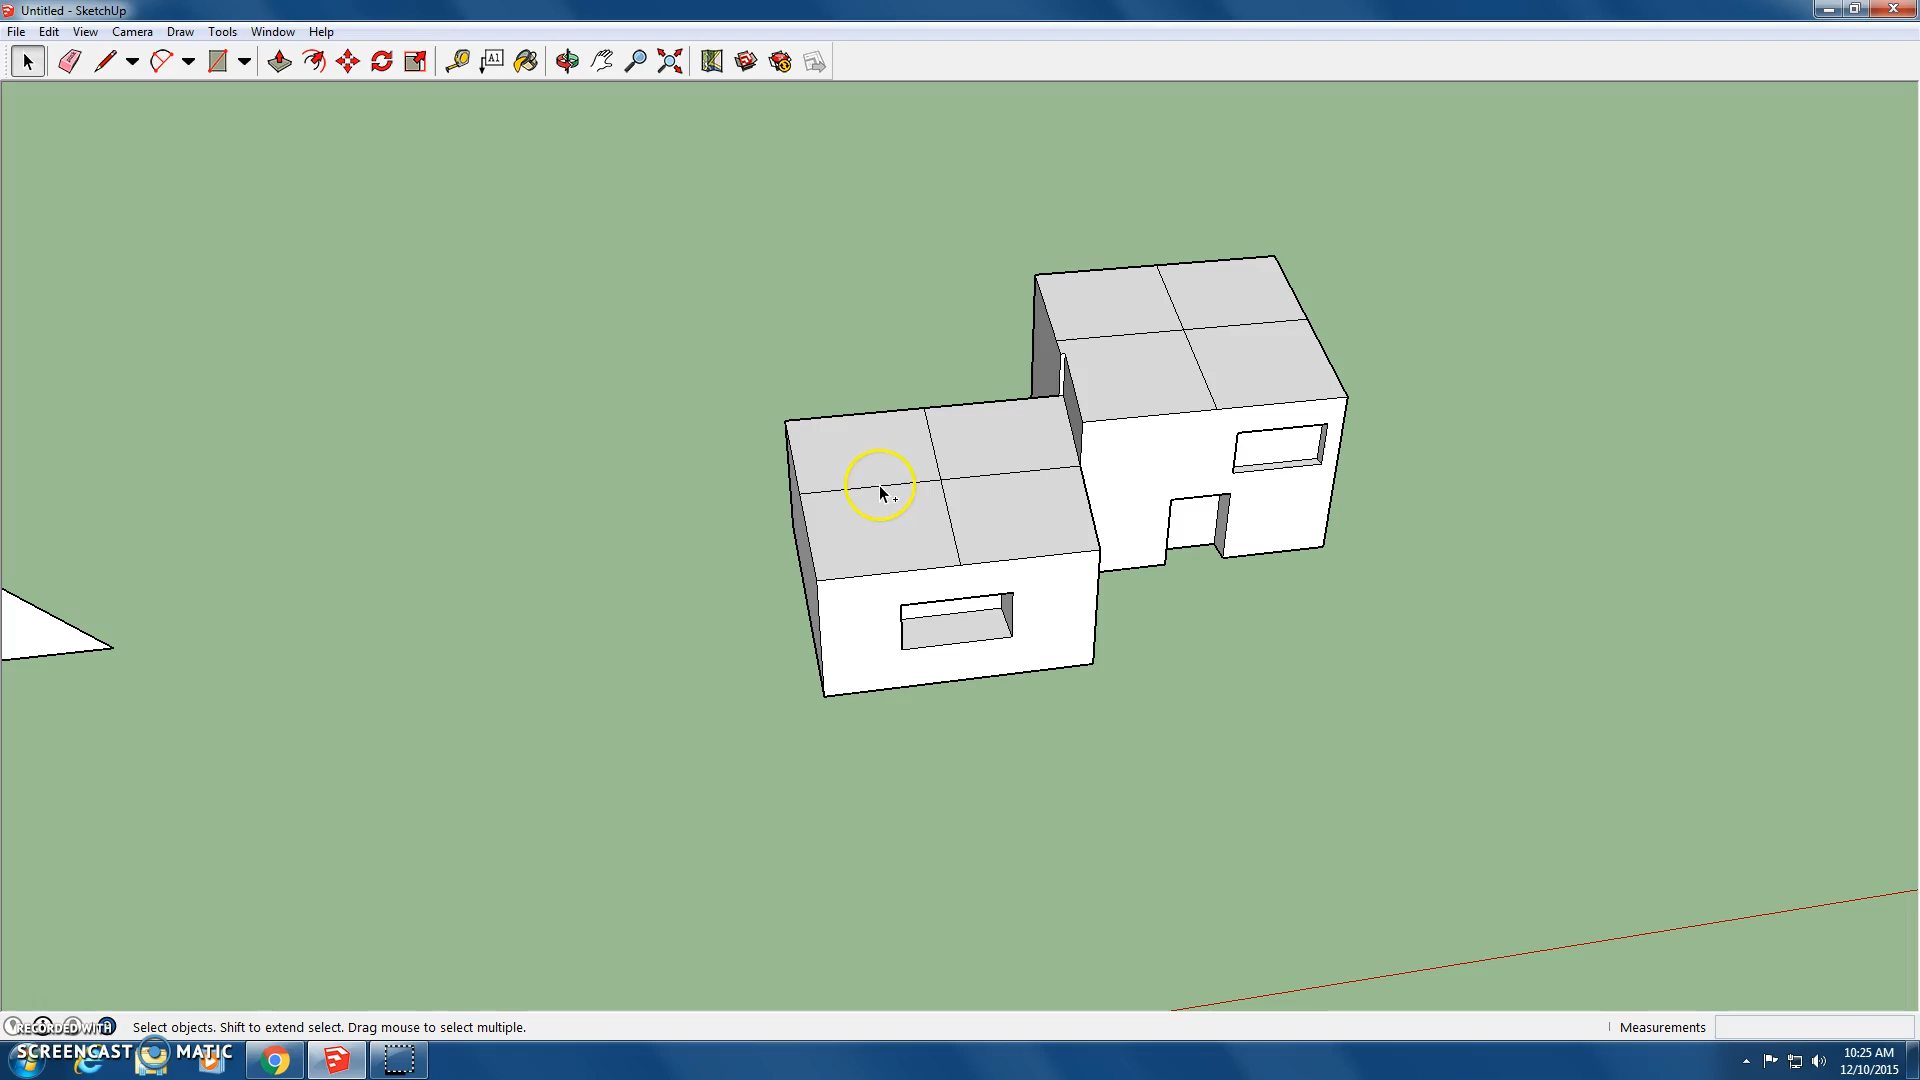 Untitled - SketchUp
File Edit View Camera Draw Tools Window Help
A1
Select objects. Shift to extend select. Drag mouse to select multiple.
Measurements
RECORDED WITH
SCREENCAST MATIC
10:25 AM
12/10/2015